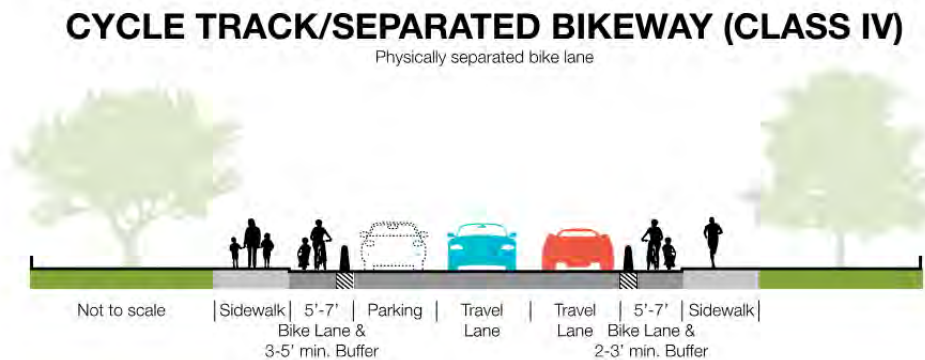 CYCLE TRACK/SEPARATED BIKEWAY (CLASS IV)
Physically separated bike lane
Not to scale
Sidewalk
5'-7'
Bike Lane &
3-5' min. Buffer
Parking
Travel
Lane
Travel
Lane
5'-7'
Bike Lane &
2-3' min. Buffer
Sidewalk